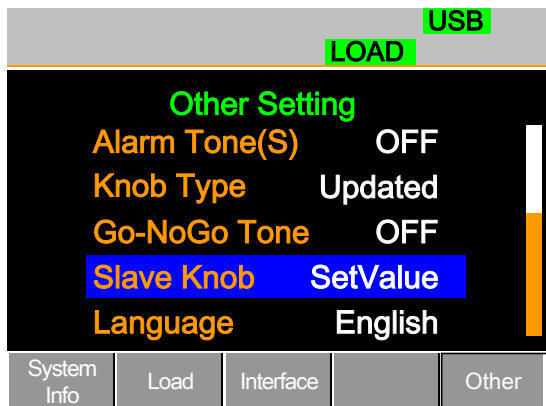 USB
LOAD
Other Setting
Alarm Tone(S) OFF
Knob Type Updated
Go-NoGo Tone OFF
Slave Knob SetValue
Language English
System Info Load Interface Other